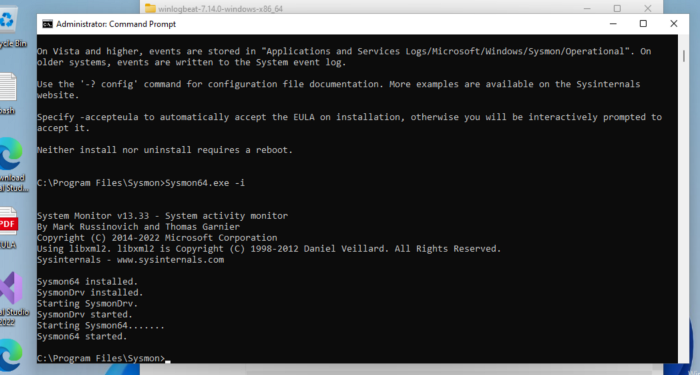 winlogbeat-7.14.0-windows-x86_64
Administrator: Command Prompt
On Vista and higher, events are stored in "Applications and Services Logs/Microsoft/Windows/Sysmon/Operational". On
older systems, events are written to the System event log.
Use the '-? config' command for configuration file documentation. More examples are available on the Sysinternals
website.
Specify -accepteula to automatically accept the EULA on installation, otherwise you will be interactively prompted to
accept it.
Neither install nor uninstall requires a reboot.
C:\Program Files\Sysmon>Sysmon64.exe -i
System Monitor v13.33 - System activity monitor
By Mark Russinovich and Thomas Garnier
Copyright (C) 2014-2022 Microsoft Corporation
Using libxml2. libxml2 is Copyright (C) 1998-2012 Daniel Veillard. All Rights Reserved.
Sysinternals - www.sysinternals.com
Sysmon64 installed.
SysmonDrv installed.
Starting SysmonDrv.
SysmonDrv started.
Starting Sysmon64.......
Sysmon64 started.
C:\Program Files\Sysmon>
cycle Bin
bash
wnload
al Stud...
PDF
ULA
al Studio
2022